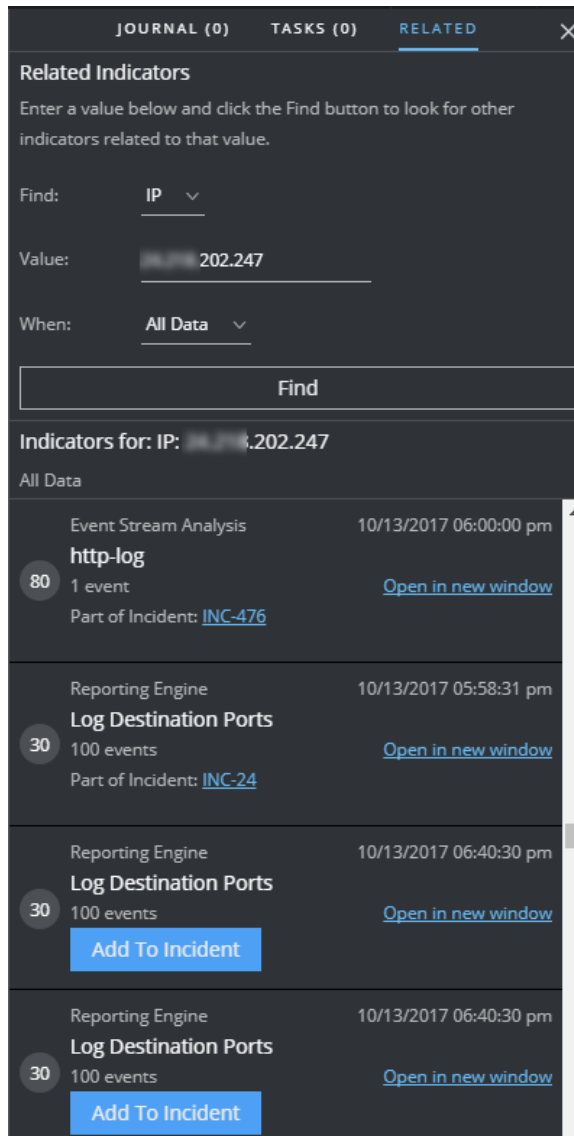 JOURNAL (0) TASKS (0) RELATED
Related Indicators
Enter a value below and click the Find button to look for other
indicators related to that value.
Find: IP
Value: .202.247
When: All Data
Find
Indicators for: IP: .202.247
All Data
Event Stream Analysis 10/13/2017 06:00:00 pm
http-log
80 1 event Open in new window
Part of Incident: INC-476
Reporting Engine 10/13/2017 05:58:31 pm
Log Destination Ports
30 100 events Open in new window
Part of Incident: INC-24
Reporting Engine 10/13/2017 06:40:30 pm
Log Destination Ports
30 100 events Open in new window
Add To Incident
Reporting Engine 10/13/2017 06:40:30 pm
Log Destination Ports
30 100 events Open in new window
Add To Incident